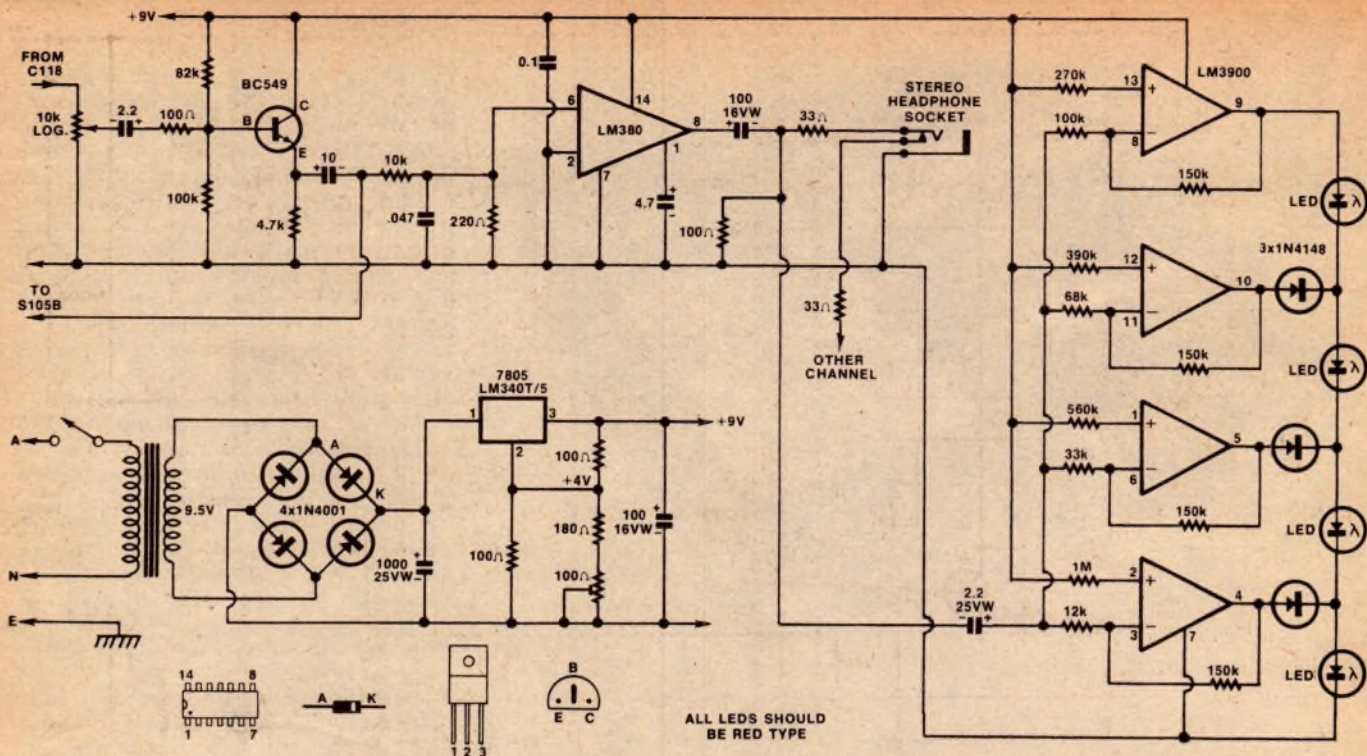 +9V
FROM
C118
10k
LOG.
2.2
+
-
100Ω
82k
100k
BC549
B
C
E
4.7k
+ 10 -
10k
.047
220Ω
0.1
6
2
14
LM380
8
1
7
4.7
+
-
100
16VW
+ -
100Ω
33Ω
STEREO
HEADPHONE
SOCKET
33Ω
OTHER
CHANNEL
TO
S105B
270k
13
+
100k
-
8
LM3900
9
150k
LED λ
390k
12
+
68k
-
11
10
3x1N4148
150k
LED λ
560k
1
+
33k
-
6
5
150k
LED λ
1M
2
+
12k
-
3
4
7
150k
LED λ
2.2
25VW
- +
A
N
E
9.5V
A
K
4x1N4001
1000
25VW
+
-
7805
LM340T/5
1
3
2
+9V
100Ω
+4V
180Ω
100Ω
100Ω
100
16VW
+
-
14 8
1 7
A K
1 2 3
B
E C
ALL LEDS SHOULD
BE RED TYPE